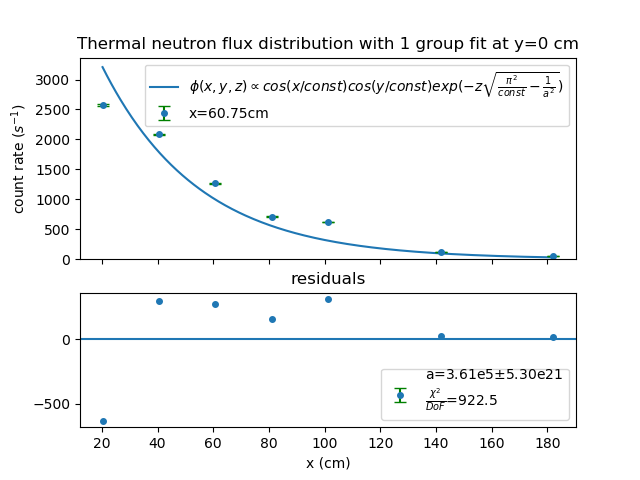 Thermal neutron flux distribution with 1 group fit at y=0 cm
3000
2500
2000
1500
1000
500
0
count rate (s⁻¹)
ϕ(x, y, z) ∝ cos(x/const)cos(y/const)exp(−z√(π²/const − 1/a²))
x=60.75cm
residuals
0
−500
a=3.61e5±5.30e21
χ²/DoF=922.5
20 40 60 80 100 120 140 160 180
x (cm)